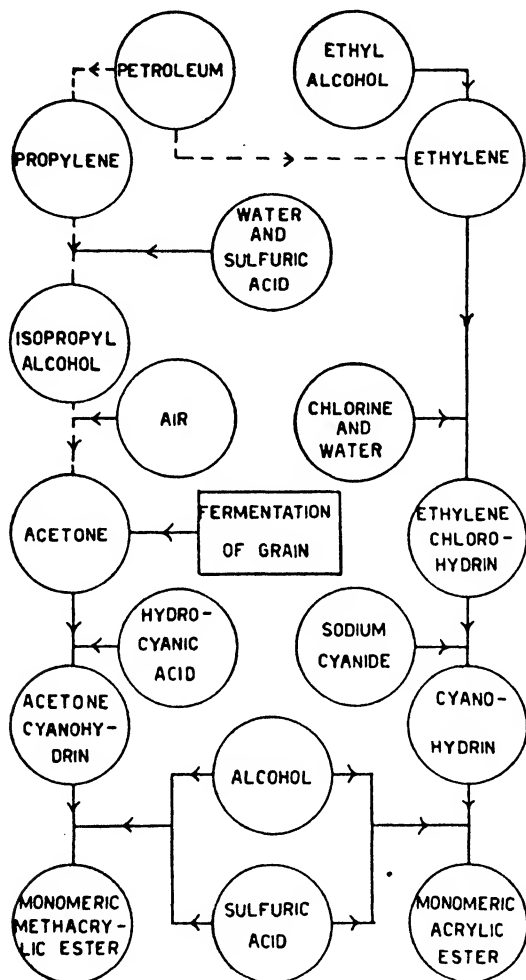 PETROLEUM
ETHYL
ALCOHOL
PROPYLENE
ETHYLENE
WATER
AND
SULFURIC
ACID
ISOPROPYL
ALCOHOL
AIR
CHLORINE
AND
WATER
ACETONE
FERMENTATION
OF GRAIN
ETHYLENE
CHLORO-
HYDRIN
HYDRO-
CYANIC
ACID
SODIUM
CYANIDE
ACETONE
CYANOHY-
DRIN
CYANO-
HYDRIN
ALCOHOL
MONOMERIC
METHACRY-
LIC ESTER
SULFURIC
ACID
MONOMERIC
ACRYLIC
ESTER